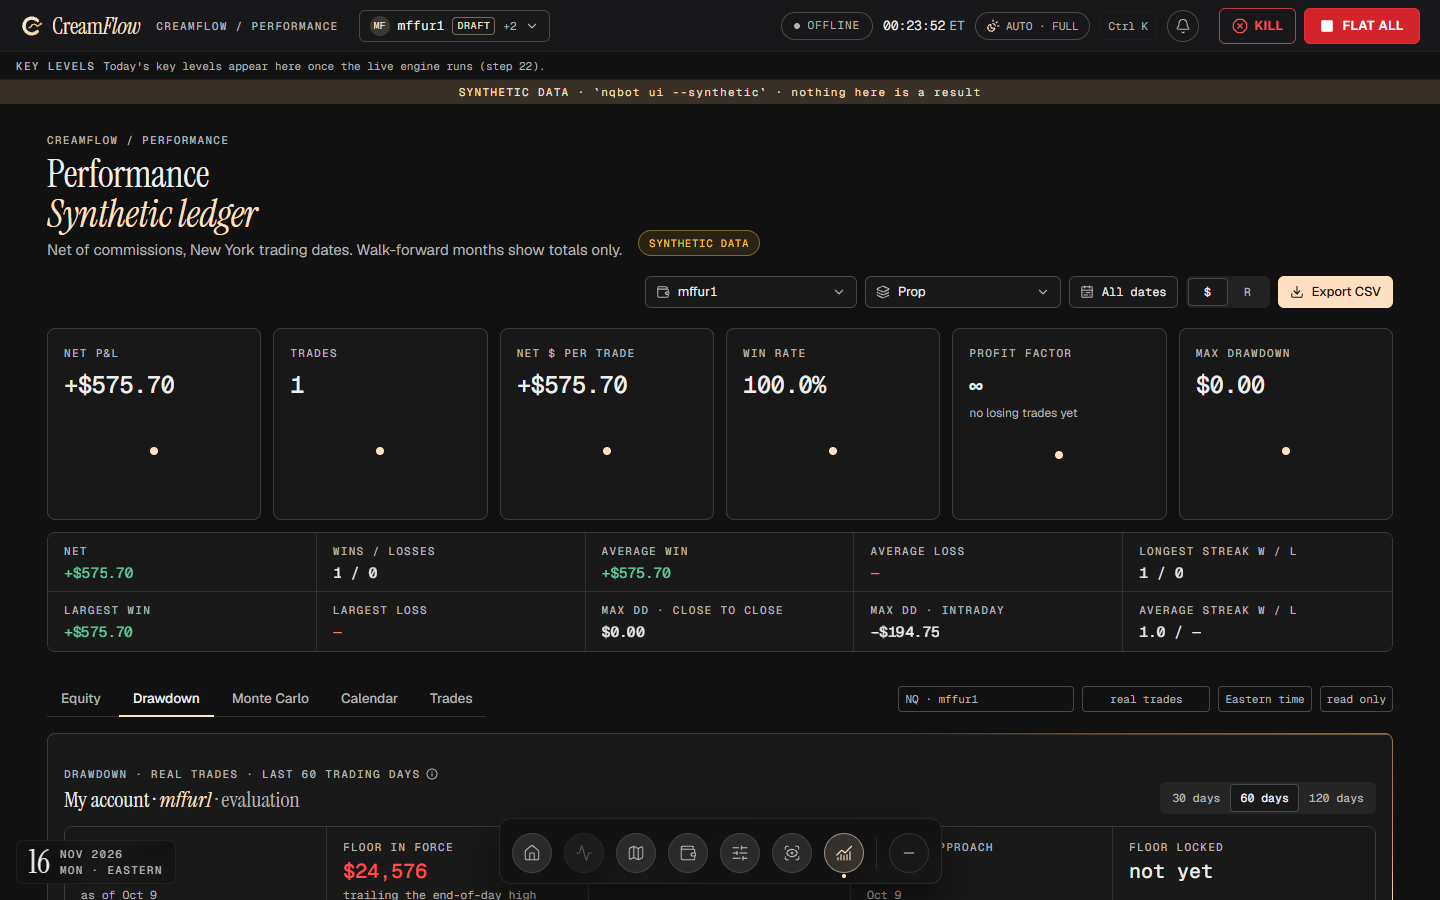 CreamFlow CREAMFLOW / PERFORMANCE MF mffur1 DRAFT +2 OFFLINE 00:23:52 ET AUTO · FULL Ctrl K KILL FLAT ALL
KEY LEVELS Today's key levels appear here once the live engine runs (step 22).
SYNTHETIC DATA · `nqbot ui --synthetic` · nothing here is a result
CREAMFLOW / PERFORMANCE
Performance
Synthetic ledger
Net of commissions, New York trading dates. Walk-forward months show totals only. SYNTHETIC DATA
mffur1 Prop All dates $ R Export CSV
NET P&L TRADES NET $ PER TRADE WIN RATE PROFIT FACTOR MAX DRAWDOWN
+$575.70 1 +$575.70 100.0% ∞ $0.00
no losing trades yet
NET WINS / LOSSES AVERAGE WIN AVERAGE LOSS LONGEST STREAK W / L
+$575.70 1 / 0 +$575.70 — 1 / 0
LARGEST WIN LARGEST LOSS MAX DD · CLOSE TO CLOSE MAX DD · INTRADAY AVERAGE STREAK W / L
+$575.70 — $0.00 −$194.75 1.0 / —
Equity Drawdown Monte Carlo Calendar Trades NQ · mffur1 real trades Eastern time read only
DRAWDOWN · REAL TRADES · LAST 60 TRADING DAYS
My account · mffur1 · evaluation 30 days 60 days 120 days
FLOOR IN FORCE FLOOR LOCKED
$24,576 not yet
16 NOV 2026
MON · EASTERN
as of Oct 9 trailing the end-of-day high Oct 9